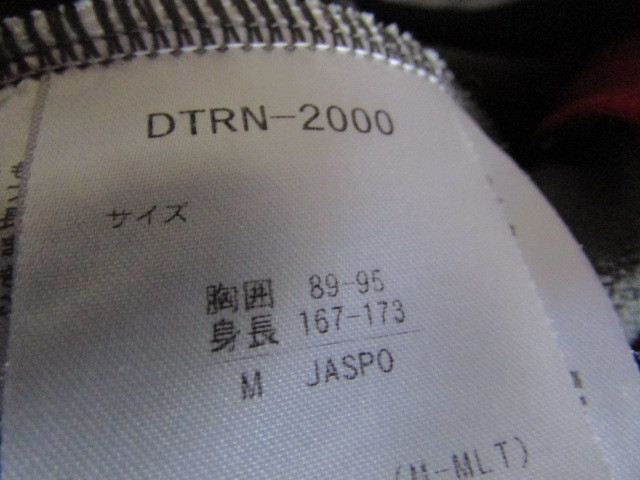 DTRN-2000
サイズ
胸囲 89-95
身長 167-173
M JASPO
(M-MLT)